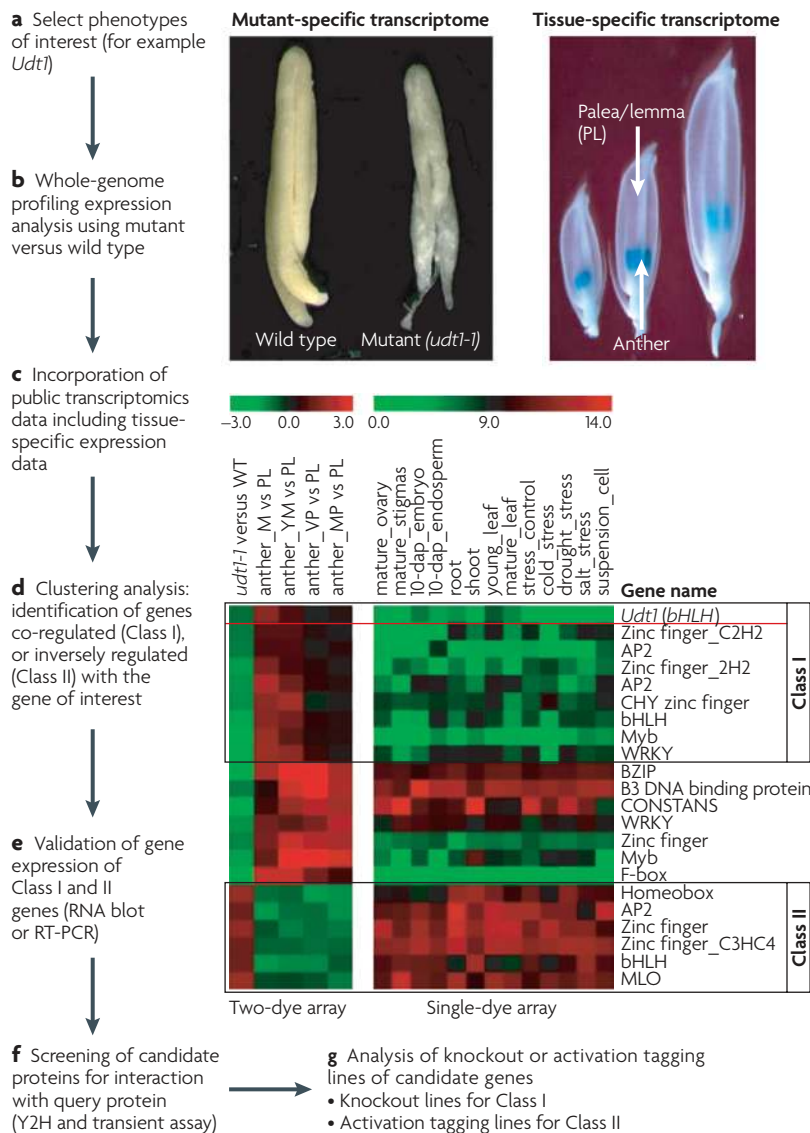 a Select phenotypes
of interest (for example
Udt1)
b Whole-genome
profiling expression
analysis using mutant
versus wild type
c Incorporation of
public transcriptomics
data including tissue-
specific expression
data
d Clustering analysis:
identification of genes
co-regulated (Class I),
or inversely regulated
(Class II) with the
gene of interest
e Validation of gene
expression of
Class I and II
genes (RNA blot
or RT-PCR)
f Screening of candidate
proteins for interaction
with query protein
(Y2H and transient assay)
g Analysis of knockout or activation tagging
lines of candidate genes
• Knockout lines for Class I
• Activation tagging lines for Class II
Mutant-specific transcriptome
Wild type
Mutant (udt1-1)
Tissue-specific transcriptome
Palea/lemma
(PL)
Anther
−3.0 0.0 3.0
0.0 9.0 14.0
udt1-1 versus WT
anther_M vs PL
anther_YM vs PL
anther_VP vs PL
anther_MP vs PL
mature_ovary
mature_stigmas
10-dap_embryo
10-dap_endosperm
root
shoot
young_leaf
mature_leaf
stress_control
cold_stress
drought_stress
salt_stress
suspension_cell
Gene name
Udt1 (bHLH)
Zinc finger_C2H2
AP2
Zinc finger_2H2
AP2
CHY zinc finger
bHLH
Myb
WRKY
BZIP
B3 DNA binding protein
CONSTANS
WRKY
Zinc finger
Myb
F-box
Homeobox
AP2
Zinc finger
Zinc finger_C3HC4
bHLH
MLO
Class I
Class II
Two-dye array
Single-dye array